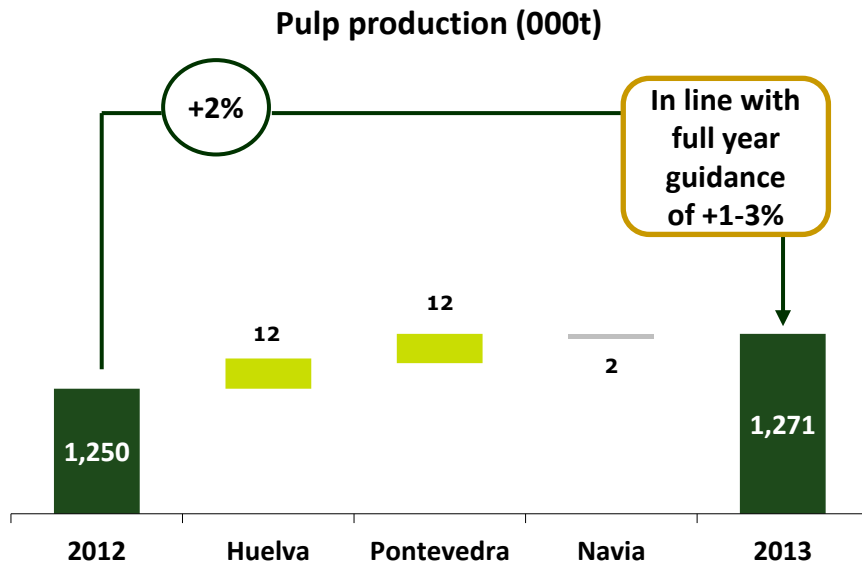 Pulp production (000t)
+2%
In line with
full year
guidance
of +1-3%
12
12
2
1,250
1,271
2012
Huelva
Pontevedra
Navia
2013